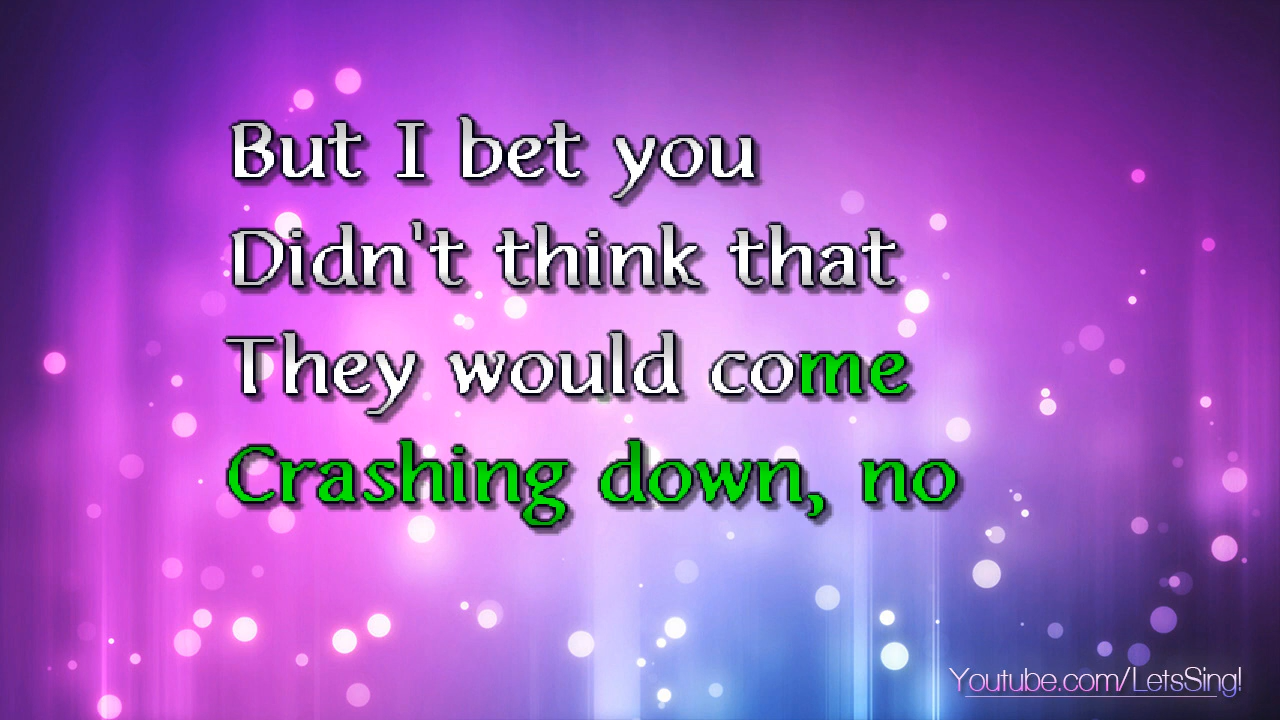 But I bet you
Didn't think that
They would come
Crashing down, no
Youtube.com/LetsSing!